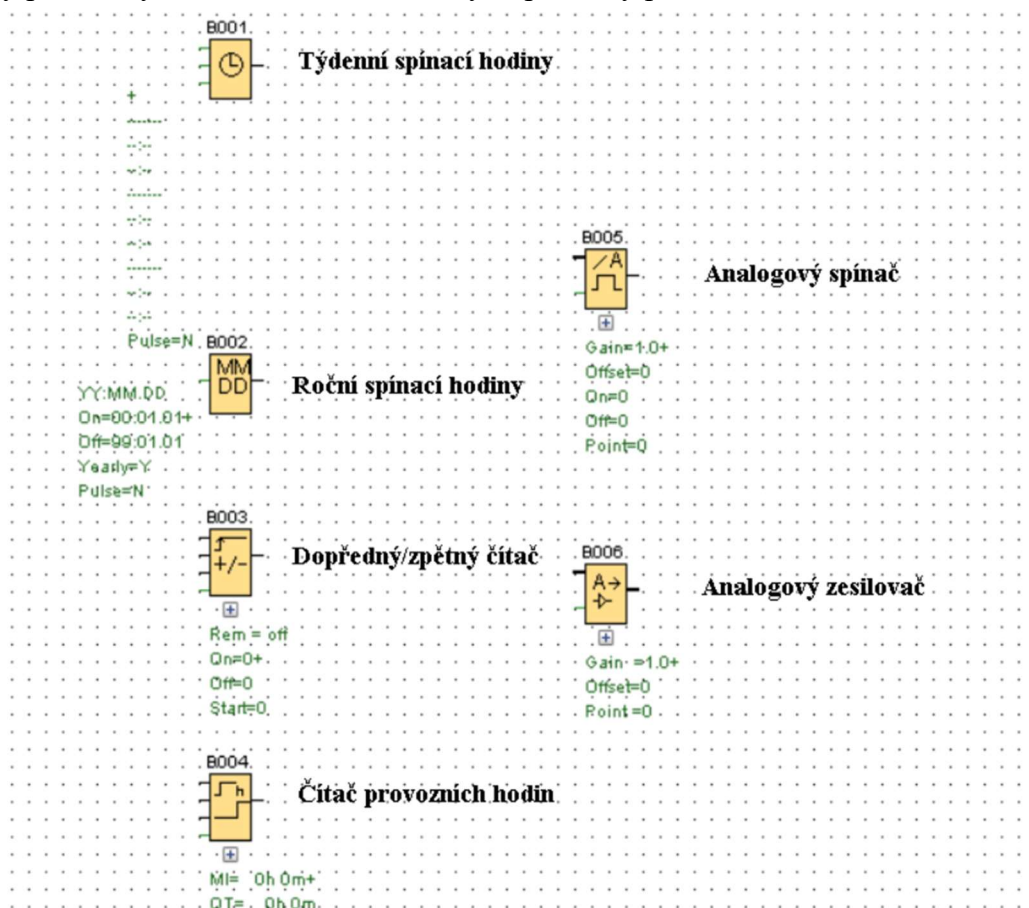 B001
Týdenní spínací hodiny
+
--:--
--:--
--:--
--:--
--:--
--:--
Pulse=N
B002
MM
DD
Roční spínací hodiny
YY:MM.DD
On=00:01.01+
Off=99:01.01
Yearly=Y
Pulse=N
B003
+/-
Dopředný/zpětný čítač
Rem = off
On=0+
Off=0
Start=0
B004
h
Čítač provozních hodin
MI= 0h 0m+
OT= 0h 0m
B005
/A
Analogový spínač
Gain=1.0+
Offset=0
On=0
Off=0
Point=0
B006
A→
Analogový zesilovač
Gain =1.0+
Offset=0
Point =0